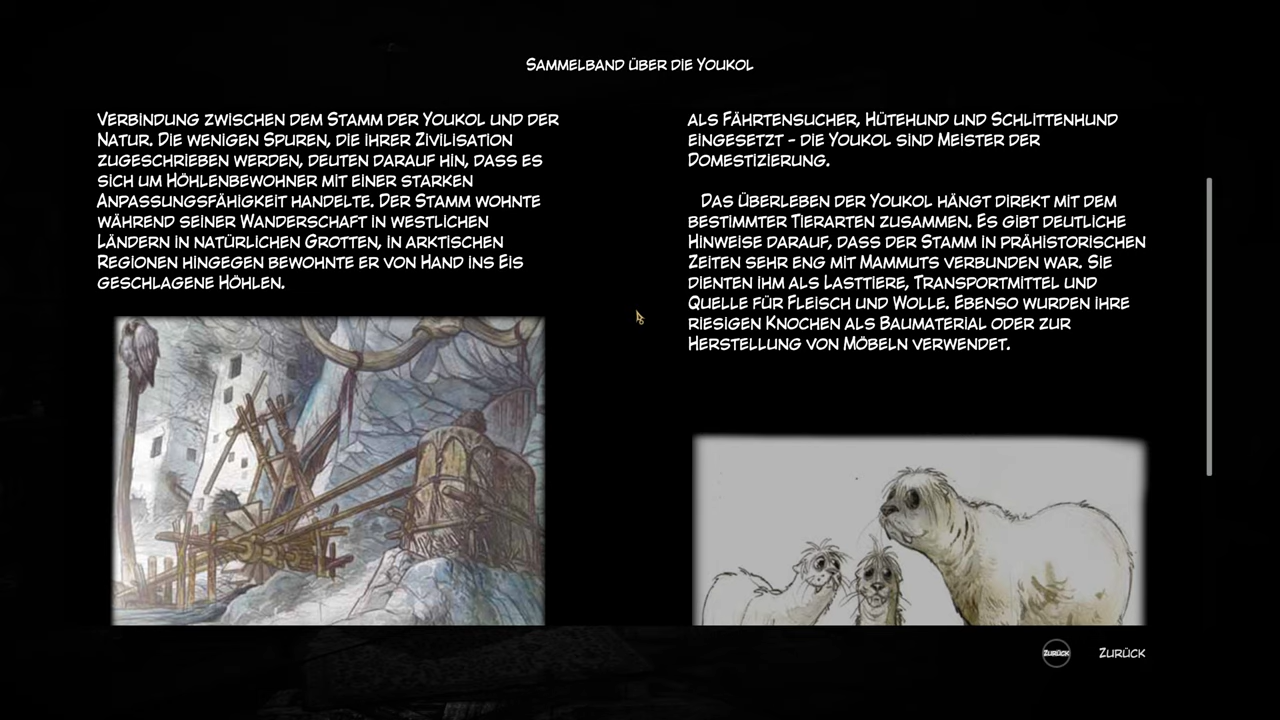 Sammelband über die Youkol
Verbindung zwischen dem Stamm der Youkol und der
Natur. Die wenigen Spuren, die ihrer Zivilisation
zugeschrieben werden, deuten darauf hin, dass es
sich um Höhlenbewohner mit einer starken
Anpassungsfähigkeit handelte. Der Stamm wohnte
während seiner Wanderschaft in westlichen
Ländern in natürlichen Grotten, in arktischen
Regionen hingegen bewohnte er von Hand ins Eis
geschlagene Höhlen.
als Fährtensucher, Hütehund und Schlittenhund
eingesetzt - die Youkol sind Meister der
Domestizierung.
Das Überleben der Youkol hängt direkt mit dem
bestimmter Tierarten zusammen. Es gibt deutliche
Hinweise darauf, dass der Stamm in prähistorischen
Zeiten sehr eng mit Mammuts verbunden war. Sie
dienten ihm als Lasttiere, Transportmittel und
Quelle für Fleisch und Wolle. Ebenso wurden ihre
riesigen Knochen als Baumaterial oder zur
Herstellung von Möbeln verwendet.
Zurück Zurück